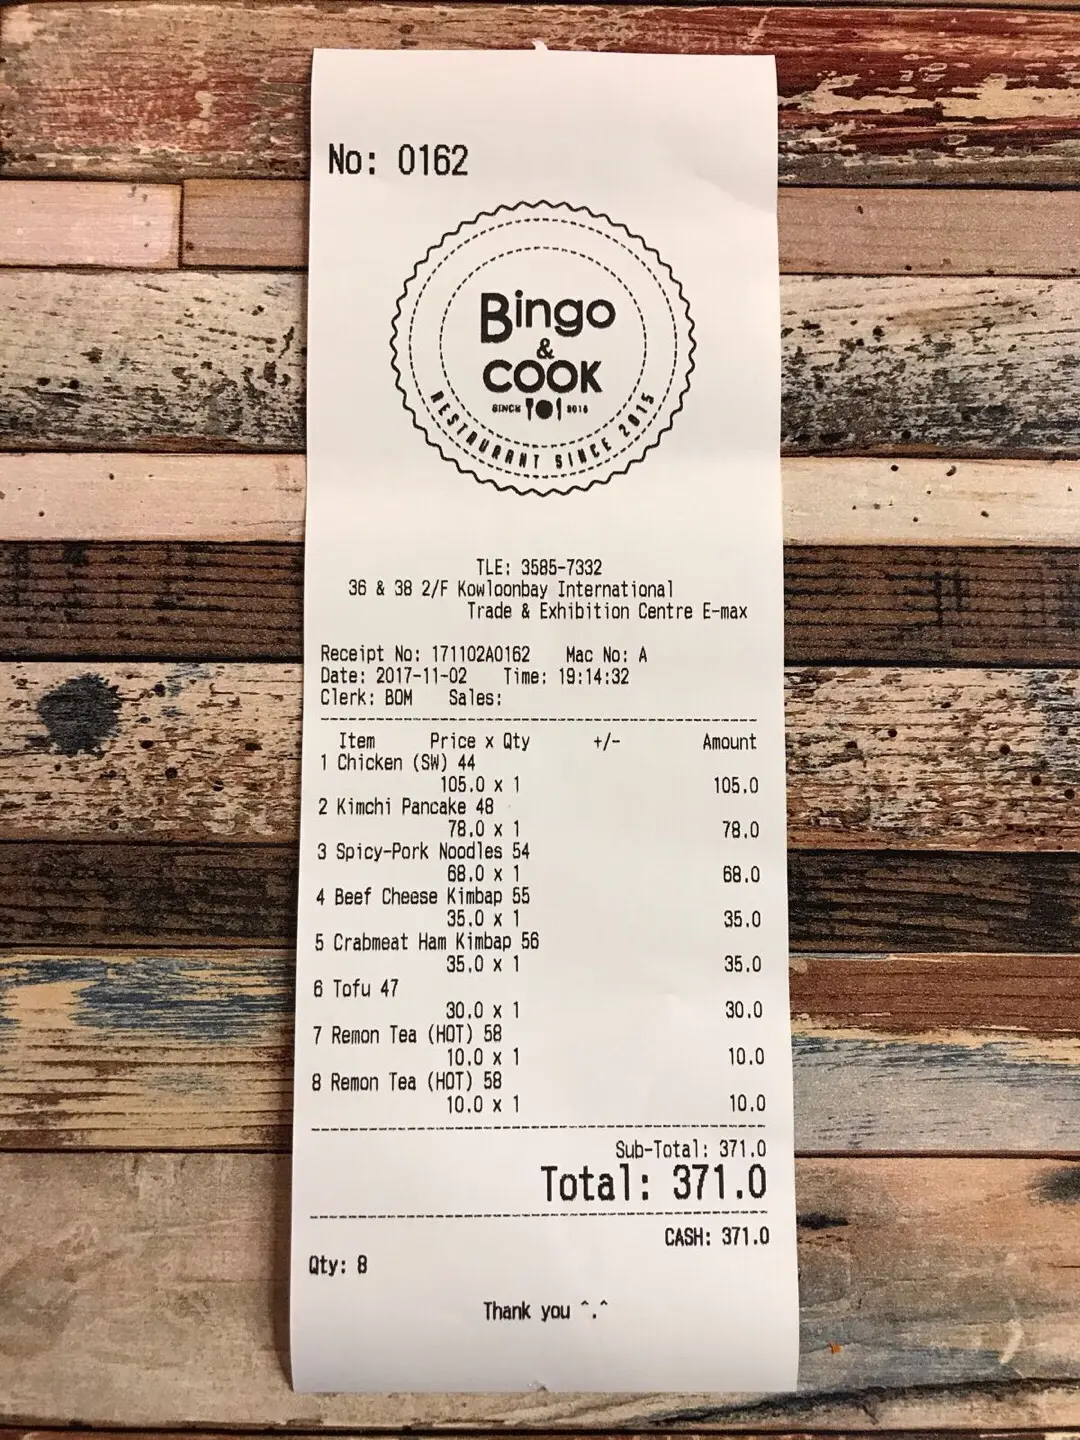 No: 0162
Bingo
&
COOK
SINCE 2015
RESTAURANT SINCE 2015
TLE: 3585-7332
36 & 38 2/F Kowloonbay International
Trade & Exhibition Centre E-max
Receipt No: 171102A0162 Mac No: A
Date: 2017-11-02 Time: 19:14:32
Clerk: BOM Sales:
Item Price x Qty +/- Amount
1 Chicken (SW) 44
105.0 x 1 105.0
2 Kimchi Pancake 48
78.0 x 1 78.0
3 Spicy-Pork Noodles 54
68.0 x 1 68.0
4 Beef Cheese Kimbap 55
35.0 x 1 35.0
5 Crabmeat Ham Kimbap 56
35.0 x 1 35.0
6 Tofu 47
30.0 x 1 30.0
7 Remon Tea (HOT) 58
10.0 x 1 10.0
8 Remon Tea (HOT) 58
10.0 x 1 10.0
Sub-Total: 371.0
Total: 371.0
CASH: 371.0
Qty: 8
Thank you ^.^